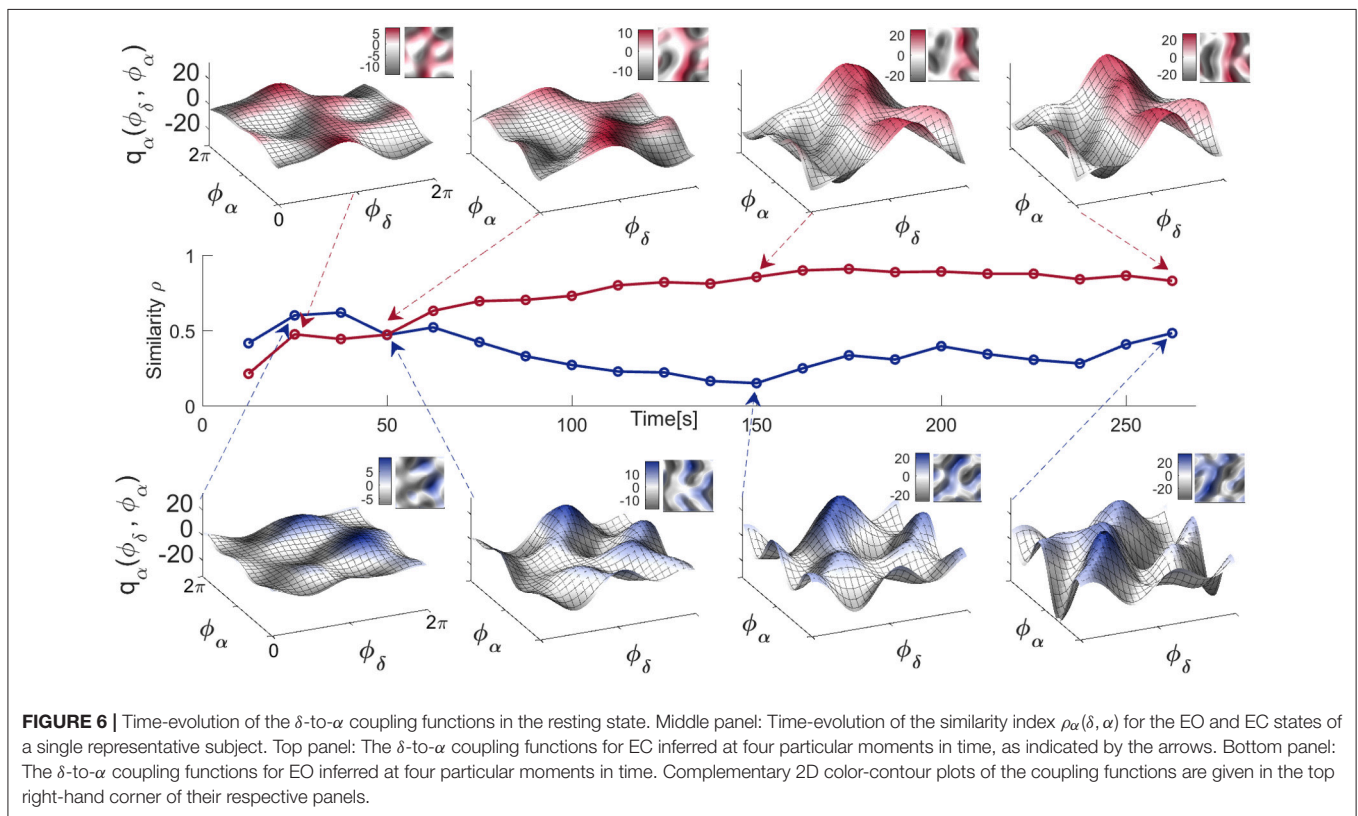 5
0
-5
-10
10
0
-10
20
0
-20
20
0
-20
q_α(ϕ_δ, ϕ_α)
20
0
-20
2π
ϕ_α
0
ϕ_δ
2π
ϕ_α
ϕ_δ
ϕ_α
ϕ_δ
ϕ_α
ϕ_δ
Similarity ρ
1
0.5
0
0
50
100
Time[s]
150
200
250
5
0
-5
10
0
-10
20
0
-20
20
0
-20
q_α(ϕ_δ, ϕ_α)
20
0
-20
2π
ϕ_α
0
ϕ_δ
2π
ϕ_α
ϕ_δ
ϕ_α
ϕ_δ
ϕ_α
ϕ_δ
FIGURE 6 | Time-evolution of the δ-to-α coupling functions in the resting state. Middle panel: Time-evolution of the similarity index ρ_α(δ, α) for the EO and EC states of
a single representative subject. Top panel: The δ-to-α coupling functions for EC inferred at four particular moments in time, as indicated by the arrows. Bottom panel:
The δ-to-α coupling functions for EO inferred at four particular moments in time. Complementary 2D color-contour plots of the coupling functions are given in the top
right-hand corner of their respective panels.